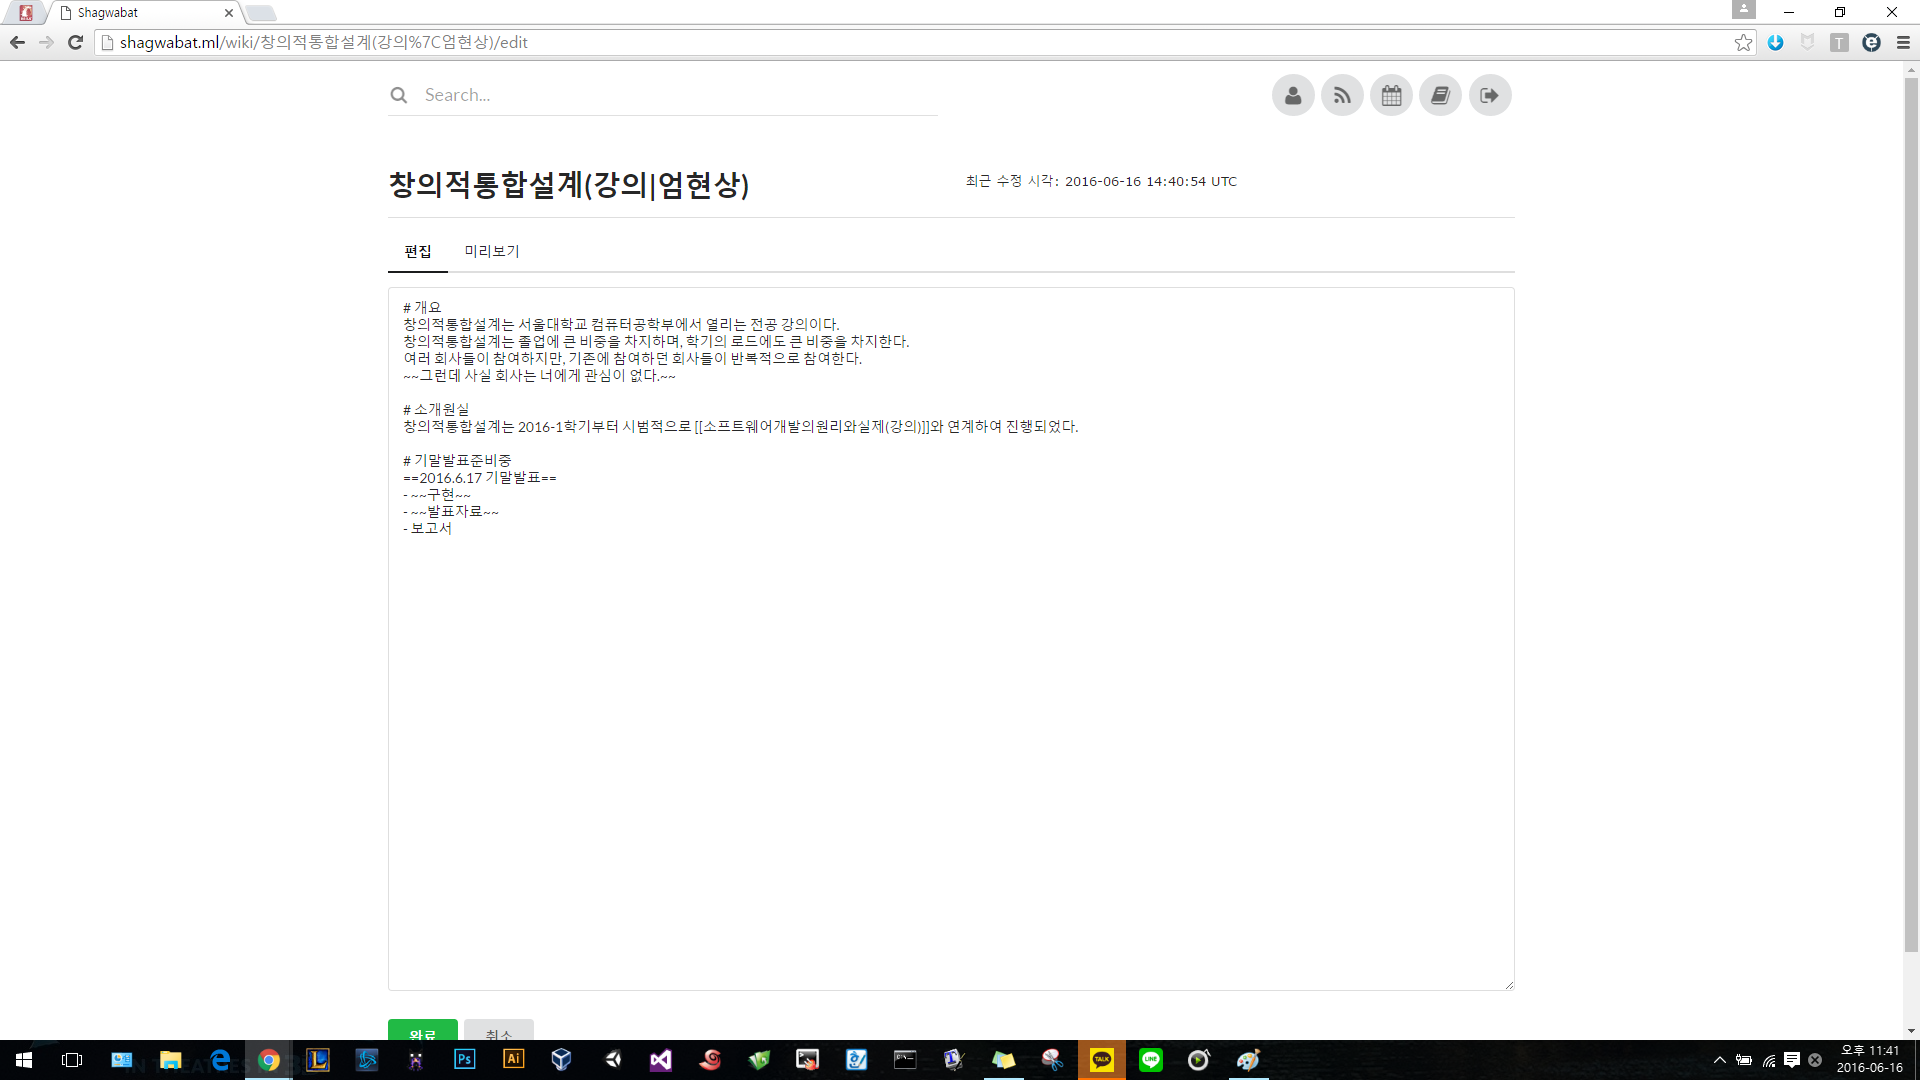 Shagwabat
shagwabat.ml/wiki/창의적통합설계(강의%7C엄현상)/edit
Search...
창의적통합설계(강의|엄현상)
최근 수정 시각: 2016-06-16 14:40:54 UTC
편집 미리보기
# 개요
창의적통합설계는 서울대학교 컴퓨터공학부에서 열리는 전공 강의이다.
창의적통합설계는 졸업에 큰 비중을 차지하며, 학기의 로드에도 큰 비중을 차지한다.
여러 회사들이 참여하지만, 기존에 참여하던 회사들이 반복적으로 참여한다.
~~그런데 사실 회사는 너에게 관심이 없다.~~
# 소개원실
창의적통합설계는 2016-1학기부터 시범적으로 [[소프트웨어개발의원리와실제(강의)]]와 연계하여 진행되었다.
# 기말발표준비중
==2016.6.17 기말발표==
- ~~구현~~
- ~~발표자료~~
- 보고서
완료 취소
T
Ps
Ai
TALK
LINE
오후 11:41
2016-06-16